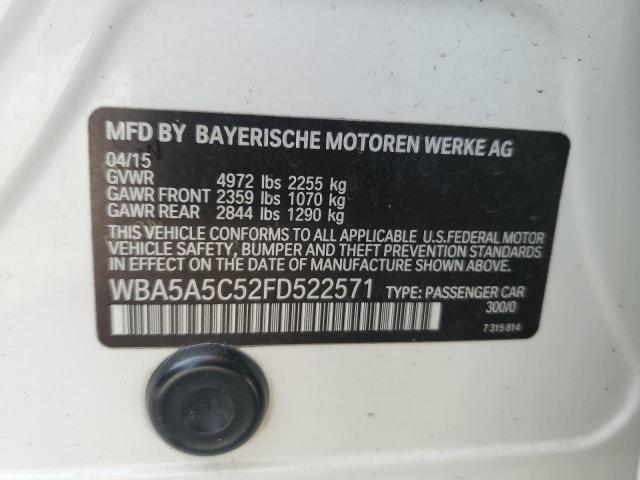 MFD BY BAYERISCHE MOTOREN WERKE AG
04/15
GVWR 4972 lbs 2255 kg
GAWR FRONT 2359 lbs 1070 kg
GAWR REAR 2844 lbs 1290 kg
THIS VEHICLE CONFORMS TO ALL APPLICABLE U.S.FEDERAL MOTOR
VEHICLE SAFETY, BUMPER AND THEFT PREVENTION STANDARDS
IN EFFECT ON THE DATE OF MANUFACTURE SHOWN ABOVE.
WBA5A5C52FD522571 TYPE: PASSENGER CAR
300/0
7 315 814